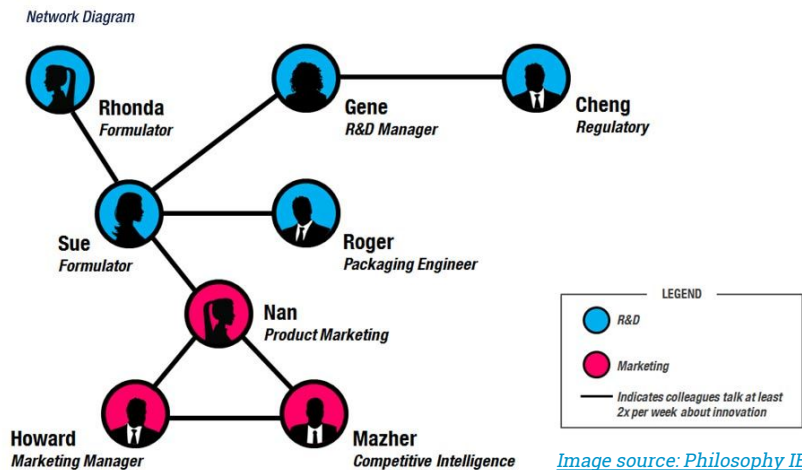 Network Diagram
Rhonda
Formulator
Gene
R&D Manager
Cheng
Regulatory
Sue
Formulator
Roger
Packaging Engineer
Nan
Product Marketing
Howard
Marketing Manager
Mazher
Competitive Intelligence
LEGEND
R&D
Marketing
Indicates colleagues talk at least
2x per week about innovation
Image source: Philosophy IB